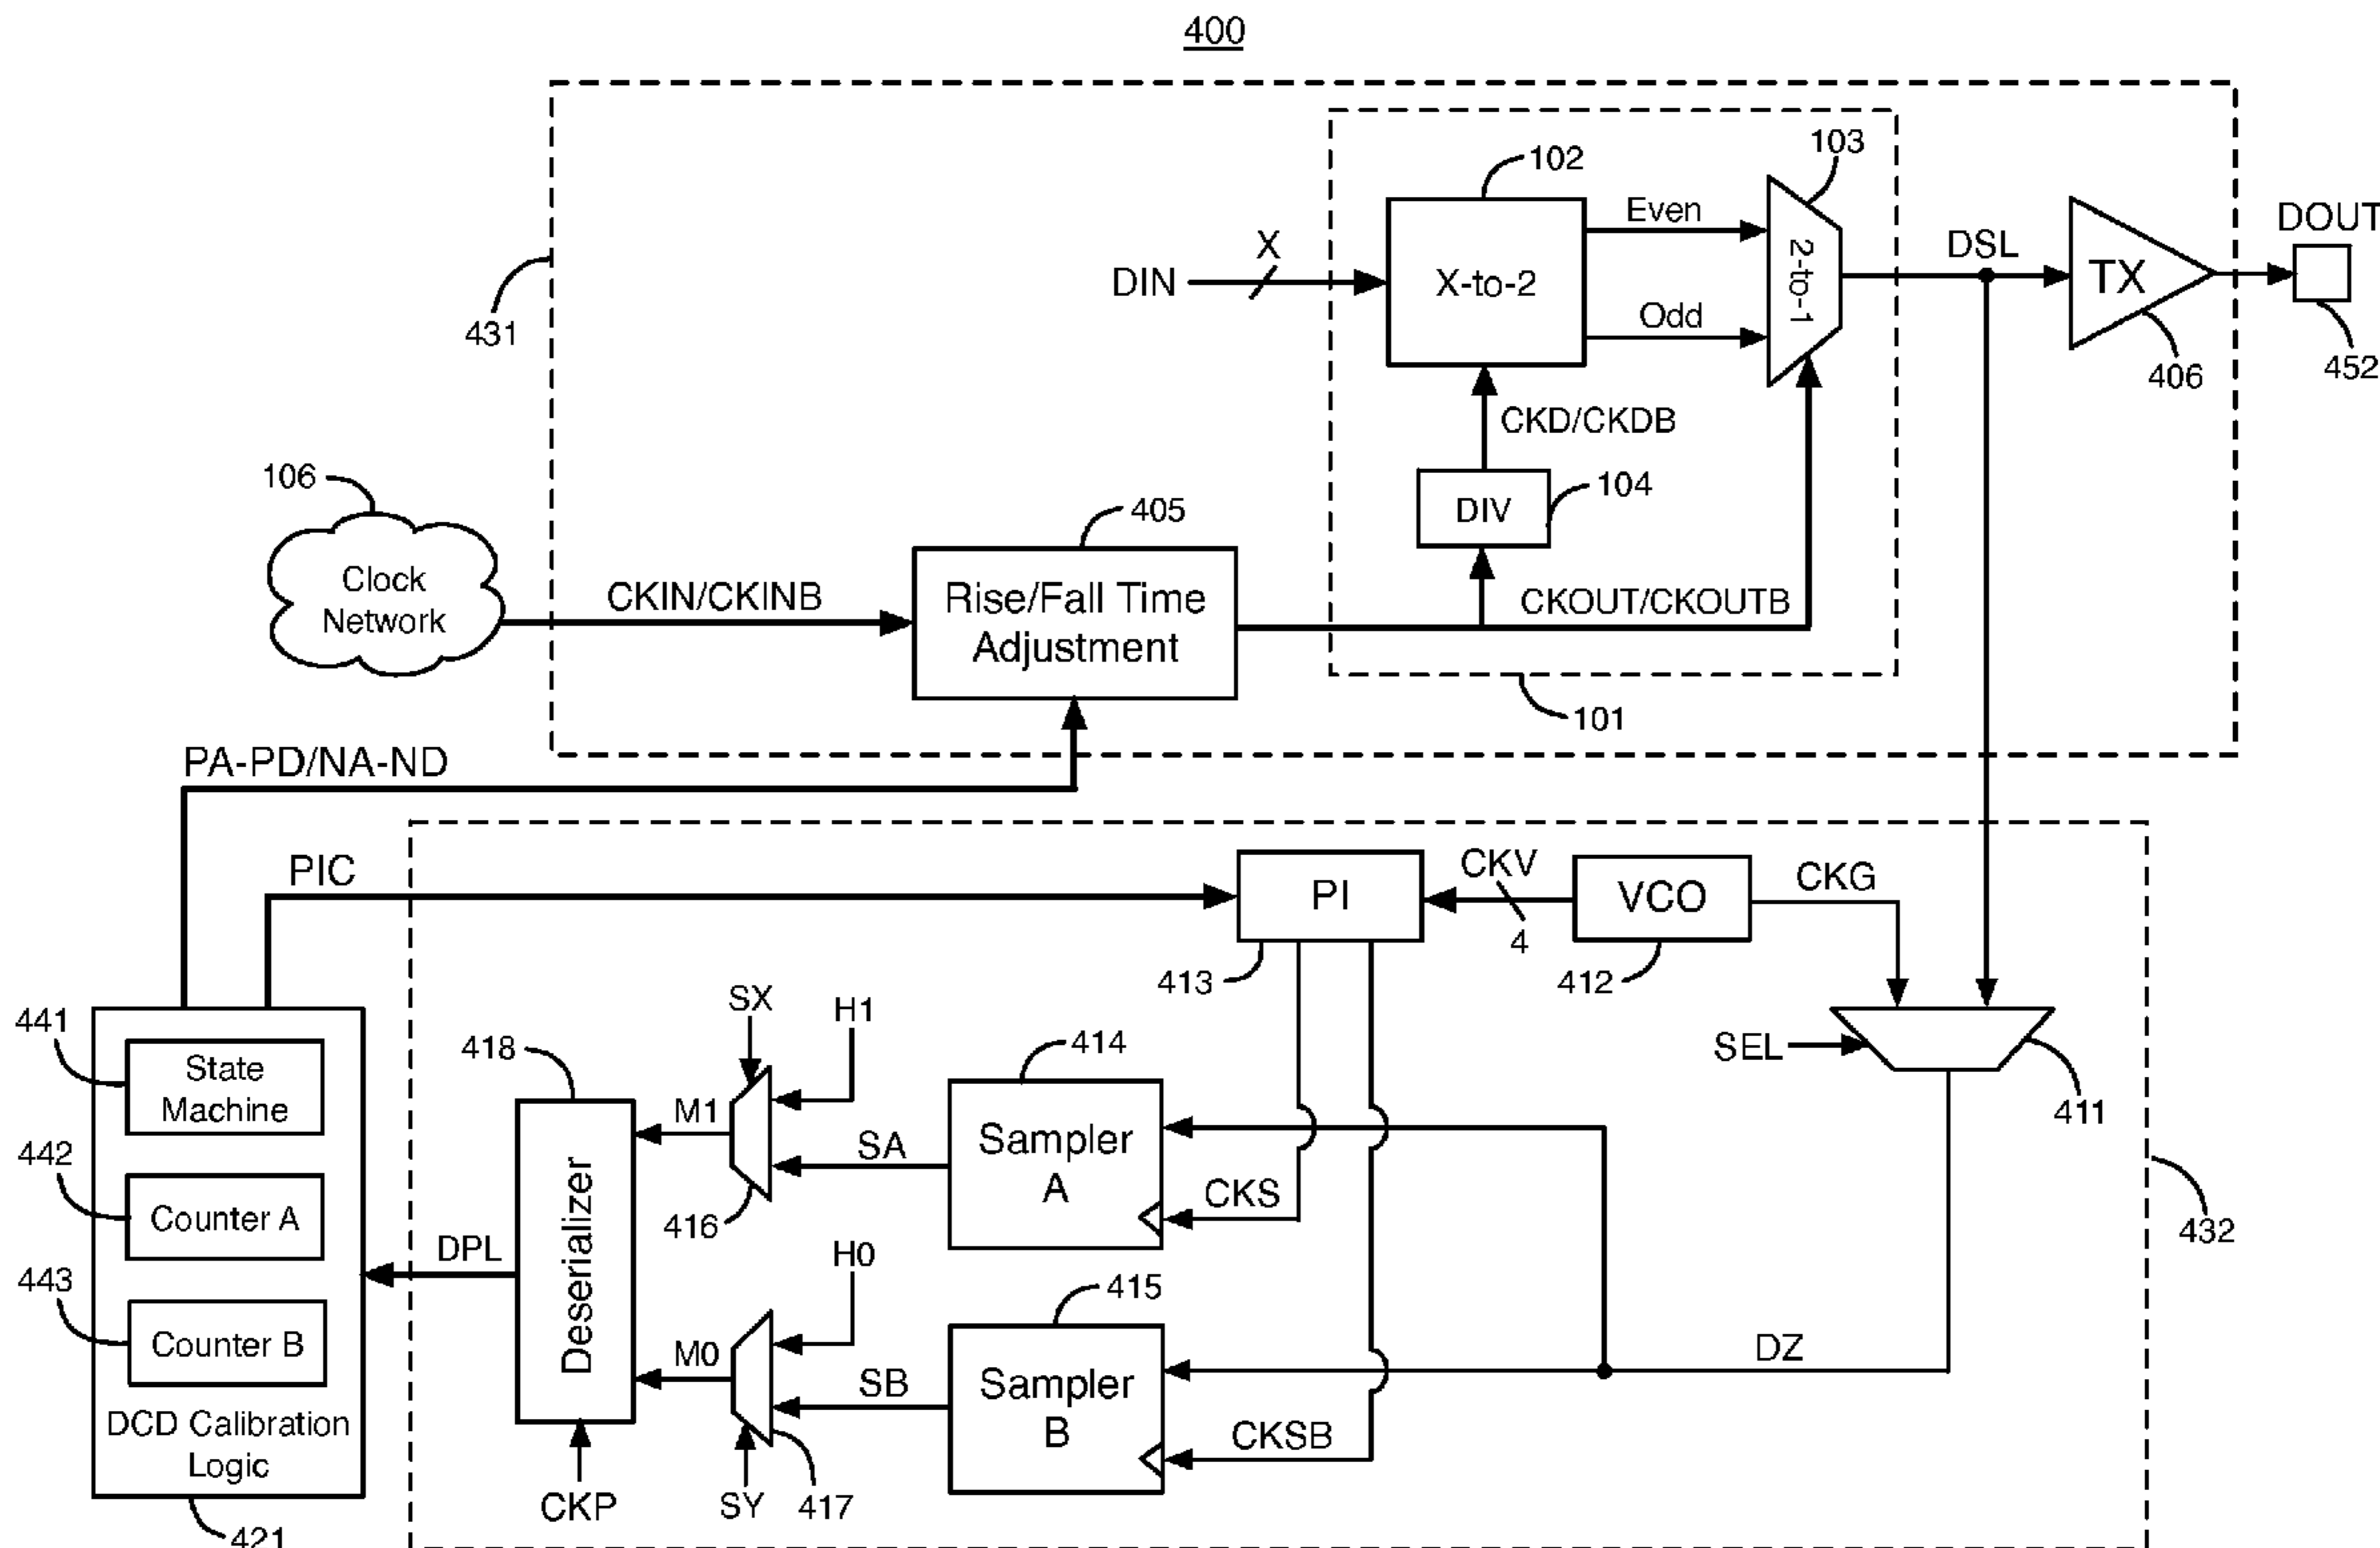 400
103
102
Even
2-to-1
DOUT
X
DSL
DIN
X-to-2
TX
431
Odd
406
452
CKD/CKDB
106
104
405
DIV
Clock
Network
CKIN/CKINB
Rise/Fall Time
Adjustment
CKOUT/CKOUTB
101
PA-PD/NA-ND
PIC
PI
CKV
4
VCO
CKG
413
412
SX
H1
441
418
414
SEL
State
Machine
M1
411
Sampler
A
SA
442
Counter A
Deserializer
416
CKS
432
DPL
H0
443
415
Counter B
M0
DZ
SB
Sampler
B
DCD Calibration
Logic
CKSB
CKP
SY
417
421